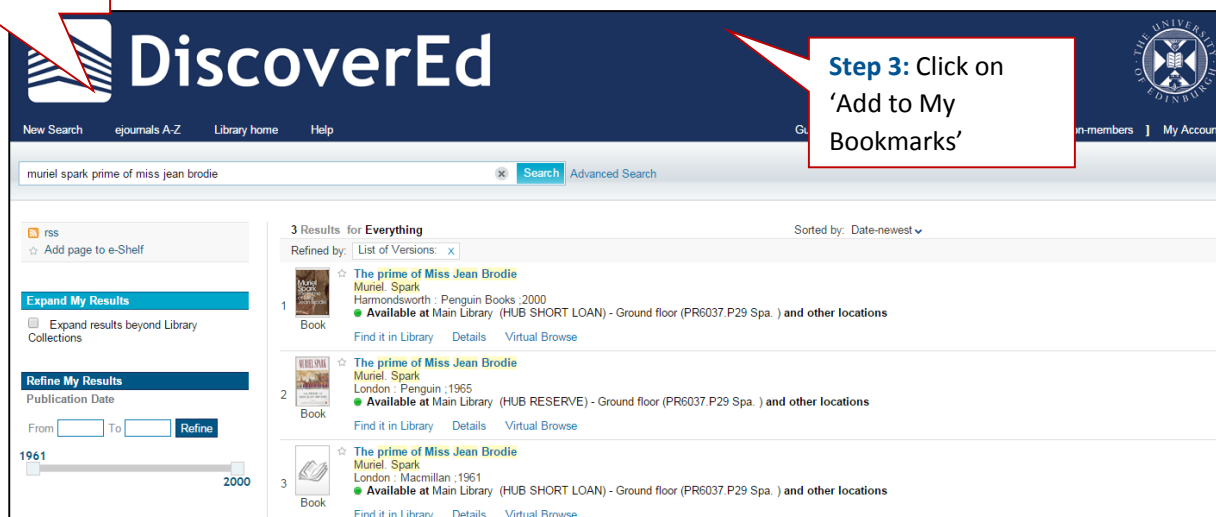 DiscoverEd
Step 3: Click on
‘Add to My
Bookmarks’
THE UNIVERSITY OF EDINBURGH
New Search ejournals A-Z Library home Help
n-members ] My Accoun
muriel spark prime of miss jean brodie Search Advanced Search
rss
Add page to e-Shelf
Expand My Results
Expand results beyond Library
Collections
Refine My Results
Publication Date
From To Refine
1961
2000
3 Results for Everything Sorted by: Date-newest
Refined by: List of Versions: x
The prime of Miss Jean Brodie
Muriel. Spark
Harmondsworth : Penguin Books ;2000
1
Available at Main Library (HUB SHORT LOAN) - Ground floor (PR6037.P29 Spa. ) and other locations
Book
Find it in Library Details Virtual Browse
The prime of Miss Jean Brodie
Muriel. Spark
London : Penguin ;1965
2
Available at Main Library (HUB RESERVE) - Ground floor (PR6037.P29 Spa. ) and other locations
Book
Find it in Library Details Virtual Browse
The prime of Miss Jean Brodie
Muriel. Spark
London : Macmillan ;1961
3
Available at Main Library (HUB SHORT LOAN) - Ground floor (PR6037.P29 Spa. ) and other locations
Book
Find it in Library Details Virtual Browse